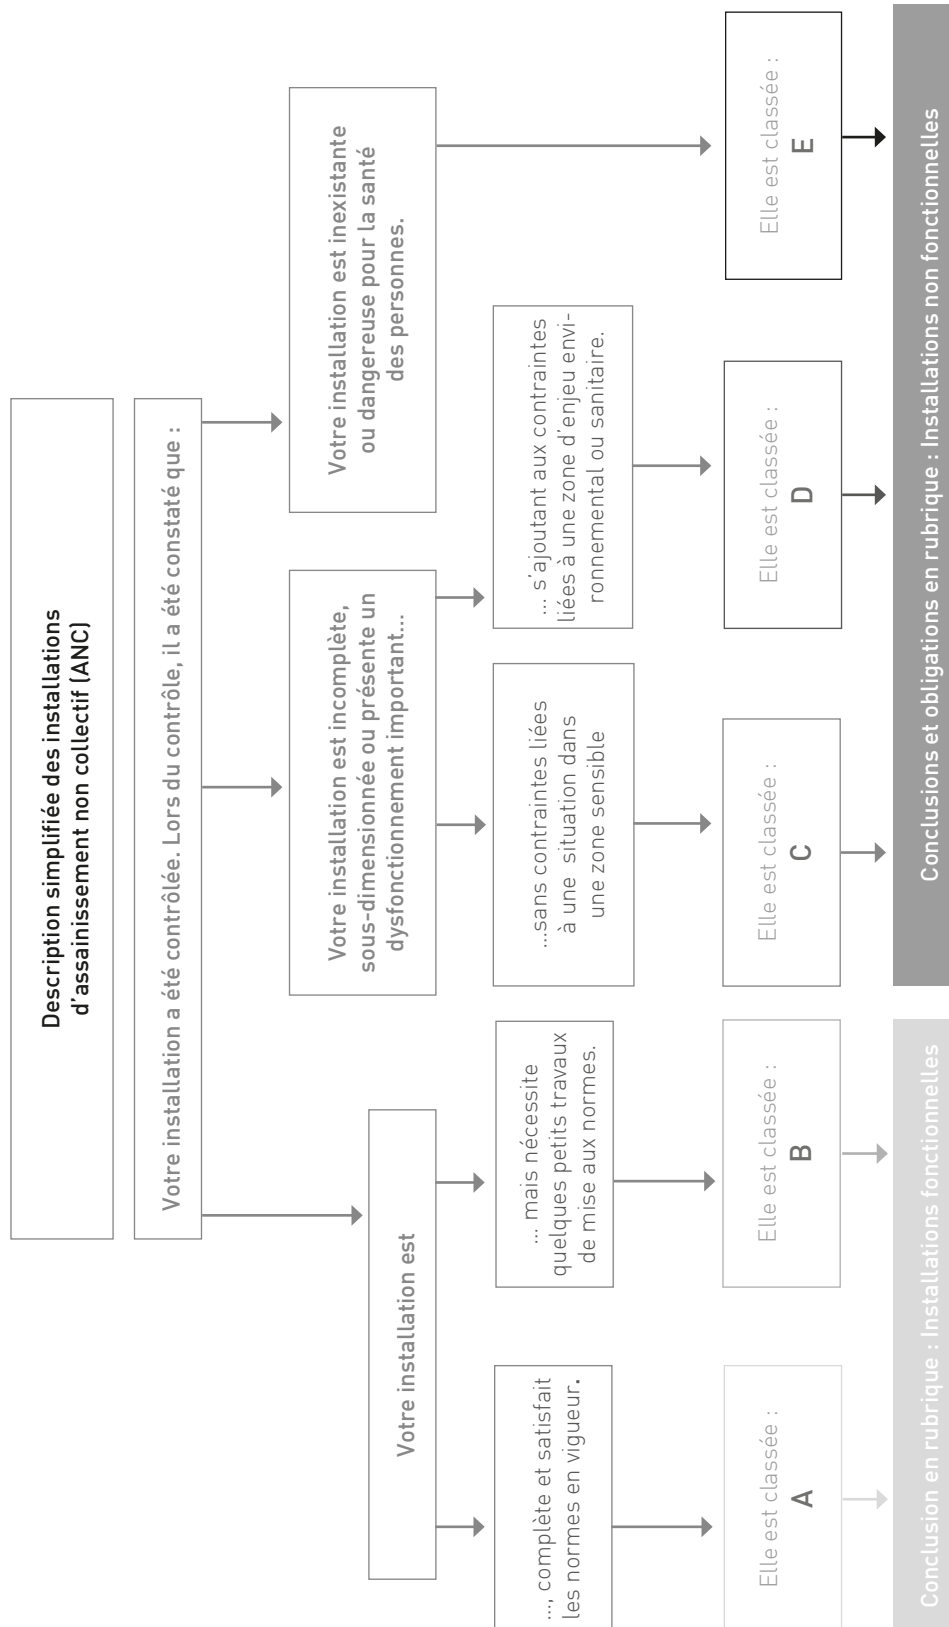 Description simplifiée des installations
d'assainissement non collectif (ANC)
Votre installation a été contrôlée. Lors du contrôle, il a été constaté que :
Votre installation est
..., complète et satisfait
les normes en vigueur.
Elle est classée :
A
... mais nécessite
quelques petits travaux
de mise aux normes.
Elle est classée :
B
Conclusion en rubrique : Installations fonctionnelles
Votre installation est incomplète,
sous-dimensionnée ou présente un
dysfonctionnement important...
...sans contraintes liées
à une situation dans
une zone sensible
Elle est classée :
C
... s'ajoutant aux contraintes
liées à une zone d'enjeu envi-
ronnemental ou sanitaire.
Elle est classée :
D
Votre installation est inexistante
ou dangereuse pour la santé
des personnes.
Elle est classée :
E
Conclusions et obligations en rubrique : Installations non fonctionnelles